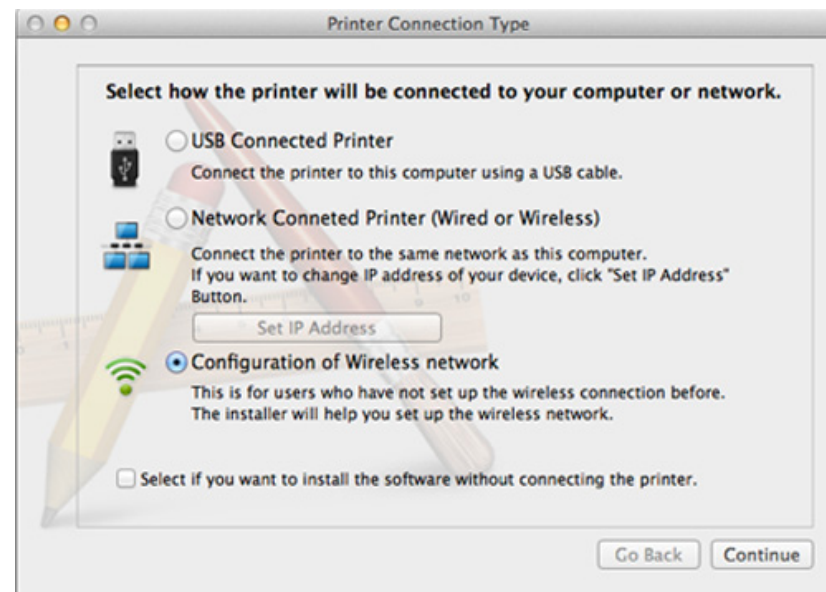 Printer Connection Type
Select how the printer will be connected to your computer or network.
USB Connected Printer
Connect the printer to this computer using a USB cable.
Network Conneted Printer (Wired or Wireless)
Connect the printer to the same network as this computer.
If you want to change IP address of your device, click "Set IP Address"
Button.
Set IP Address
Configuration of Wireless network
This is for users who have not set up the wireless connection before.
The installer will help you set up the wireless network.
Select if you want to install the software without connecting the printer.
Go Back
Continue